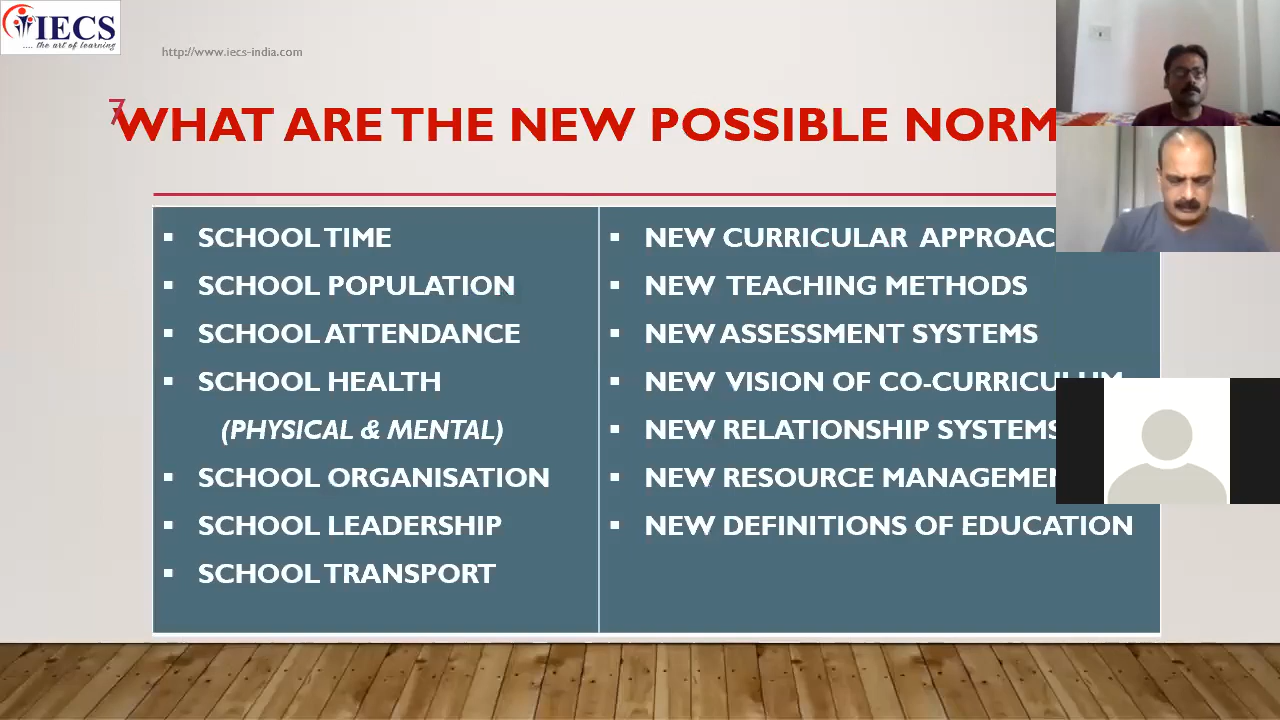 IECS
.... the art of learning
http://www.iecs-india.com
7
WHAT ARE THE NEW POSSIBLE NORM
▪ SCHOOL TIME
▪ SCHOOL POPULATION
▪ SCHOOL ATTENDANCE
▪ SCHOOL HEALTH
(PHYSICAL & MENTAL)
▪ SCHOOL ORGANISATION
▪ SCHOOL LEADERSHIP
▪ SCHOOL TRANSPORT
▪ NEW CURRICULAR APPROAC
▪ NEW TEACHING METHODS
▪ NEW ASSESSMENT SYSTEMS
▪ NEW VISION OF CO-CURRICULUM
▪ NEW RELATIONSHIP SYSTEMS
▪ NEW RESOURCE MANAGEMEN
▪ NEW DEFINITIONS OF EDUCATION